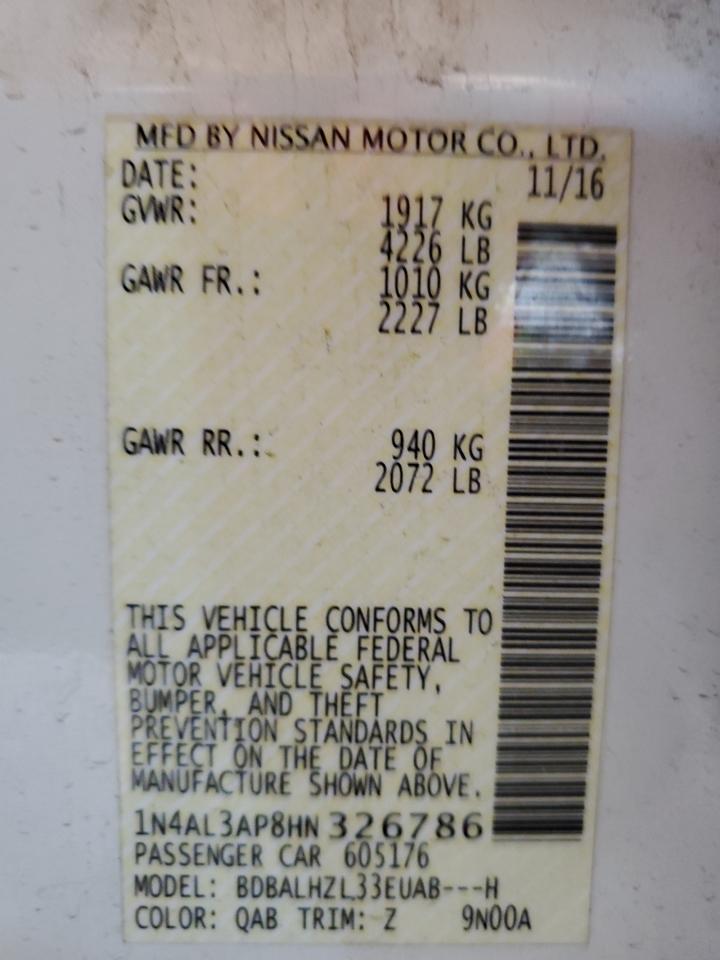 MFD BY NISSAN MOTOR CO., LTD.
DATE: 11/16
GVWR: 1917 KG
4226 LB
GAWR FR.: 1010 KG
2227 LB
GAWR RR.: 940 KG
2072 LB
THIS VEHICLE CONFORMS TO
ALL APPLICABLE FEDERAL
MOTOR VEHICLE SAFETY,
BUMPER, AND THEFT
PREVENTION STANDARDS IN
EFFECT ON THE DATE OF
MANUFACTURE SHOWN ABOVE.
1N4AL3AP8HN 326786
PASSENGER CAR 605176
MODEL: BDBALHZL33EUAB---H
COLOR: QAB TRIM: Z 9N00A